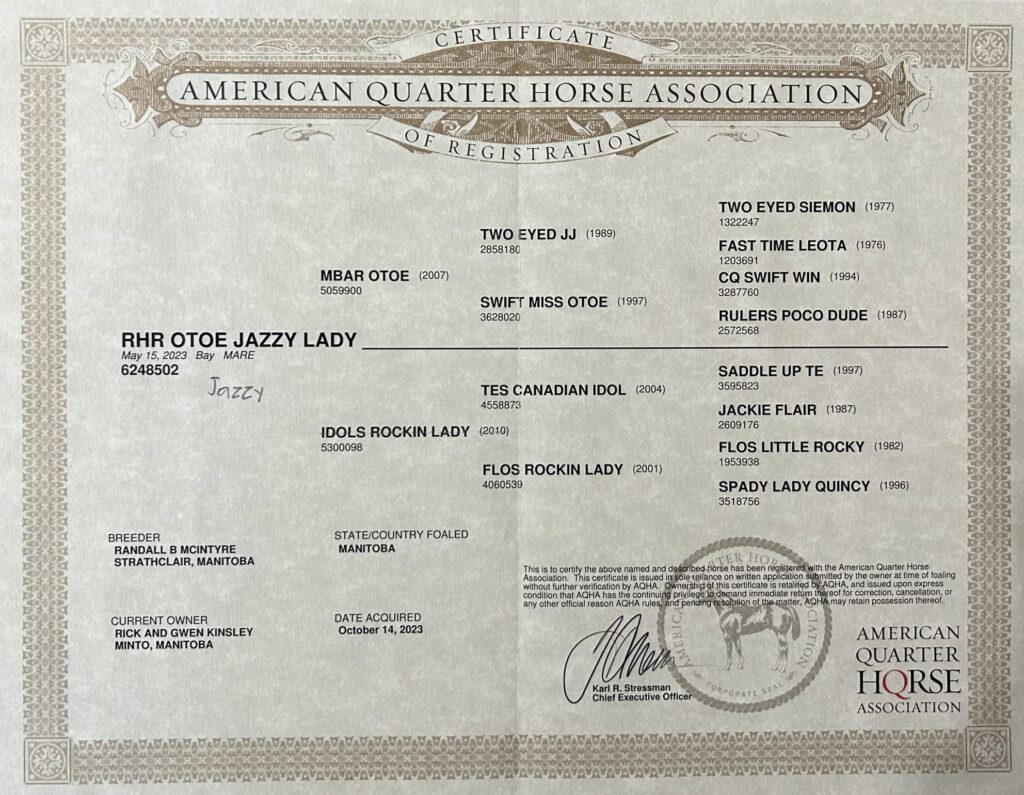 CERTIFICATE
AMERICAN QUARTER HORSE ASSOCIATION
OF REGISTRATION
TWO EYED SIEMON (1977)
1322247
TWO EYED JJ (1989)
2858180
FAST TIME LEOTA (1976)
1203691
MBAR OTOE (2007)
5059900
CQ SWIFT WIN (1994)
3287760
SWIFT MISS OTOE (1997)
3628020
RULERS POCO DUDE (1987)
2572568
RHR OTOE JAZZY LADY
May 15, 2023 Bay MARE
6248502
Jazzy
SADDLE UP TE (1997)
3595823
TES CANADIAN IDOL (2004)
4558873
JACKIE FLAIR (1987)
2609176
IDOLS ROCKIN LADY (2010)
5300098
FLOS LITTLE ROCKY (1982)
1953938
FLOS ROCKIN LADY (2001)
4060539
SPADY LADY QUINCY (1996)
3518756
BREEDER
RANDALL B MCINTYRE
STRATHCLAIR, MANITOBA
STATE/COUNTRY FOALED
MANITOBA
CURRENT OWNER
RICK AND GWEN KINSLEY
MINTO, MANITOBA
DATE ACQUIRED
October 14, 2023
This is to certify the above named and described horse has been registered with the American Quarter Horse
Association. This certificate is issued in sole reliance on written application submitted by the owner at time of foaling
without further verification by AQHA. Ownership of this certificate is retained by AQHA, and issued upon express
condition that AQHA has the continuing privilege to demand immediate return thereof for correction, cancellation, or
any other official reason AQHA rules, and pending resolution of the matter, AQHA may retain possession thereof.
Karl R. Stressman
Chief Executive Officer
CORPORATE SEAL
AMERICAN
QUARTER
HORSE
ASSOCIATION